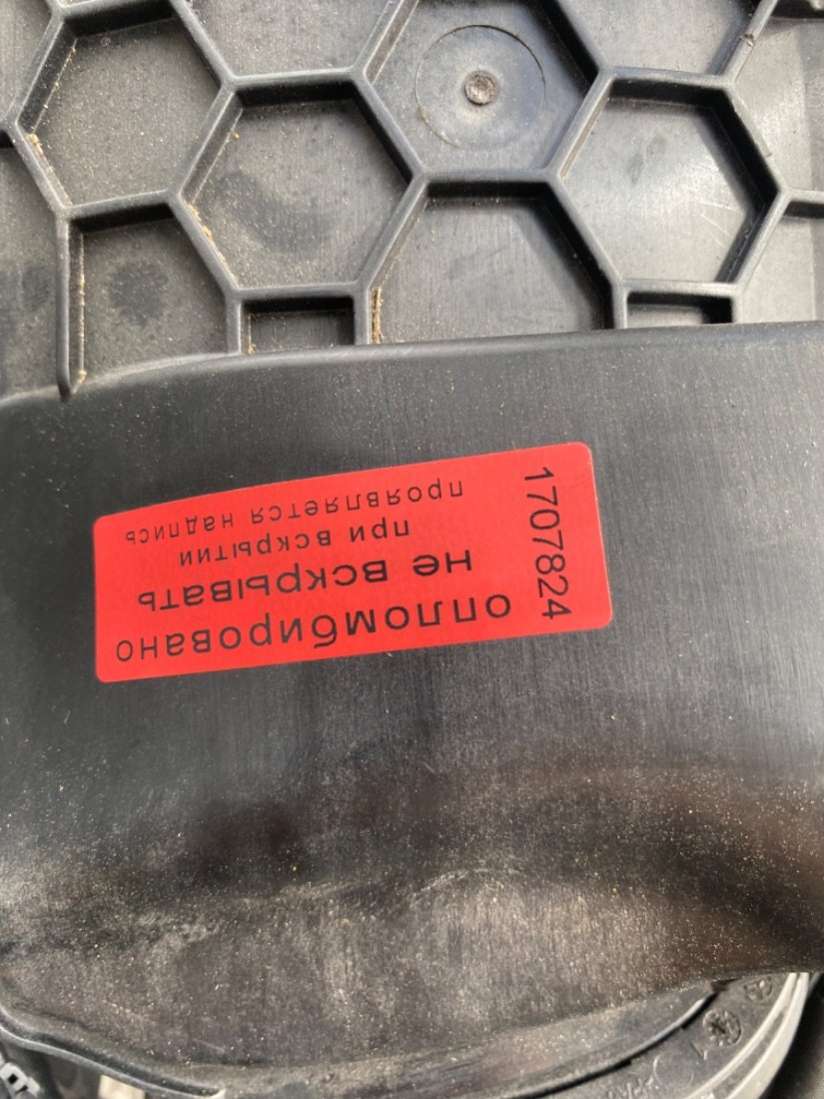 опломбировано
не вскрывать
при вскрытии
проявляется надпись
1707824